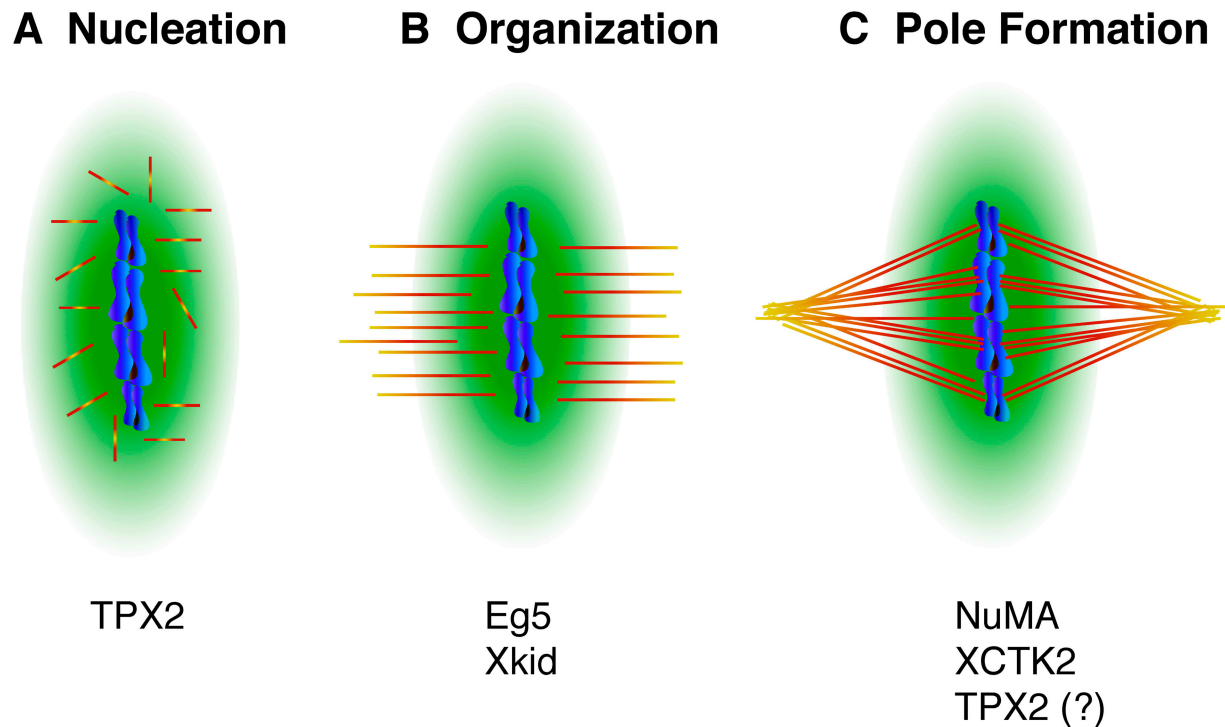 A Nucleation
B Organization
C Pole Formation
TPX2
Eg5
Xkid
NuMA
XCTK2
TPX2 (?)